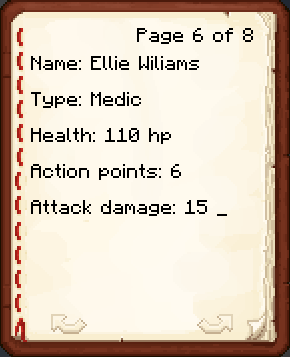 Page 6 of 8
Name: Ellie Wiliams
Type: Medic
Health: 110 hp
Action points: 6
Attack damage: 15 _